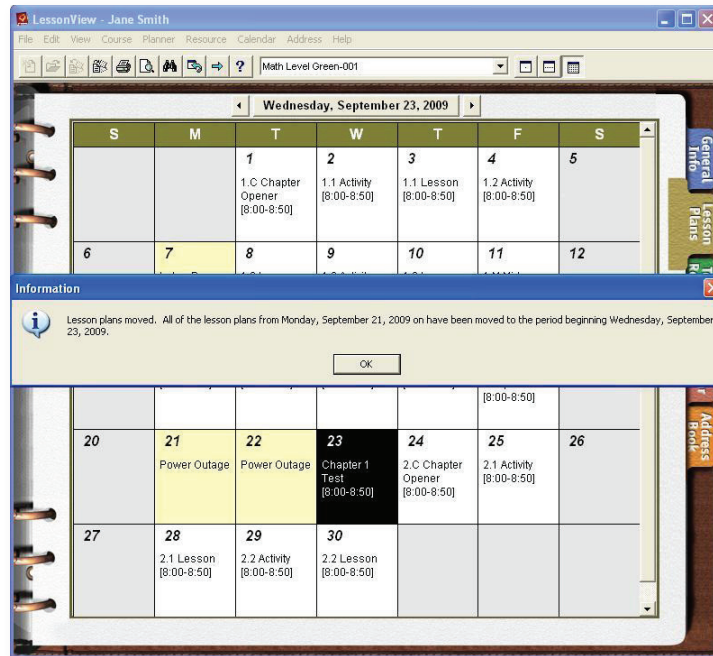 LessonView - Jane Smith
File Edit View Course Planner Resource Calendar Address Help
? Math Level Green-001
Wednesday, September 23, 2009
S M T W T F S
1 2 3 4 5
1.C Chapter 1.1 Activity 1.1 Lesson 1.2 Activity
Opener [8:00-8:50] [8:00-8:50] [8:00-8:50]
[8:00-8:50]
6 7 8 9 10 11 12
Information
Lesson plans moved. All of the lesson plans from Monday, September 21, 2009 on have been moved to the period beginning Wednesday, September
23, 2009.
OK
[8:00-8:50]
20 21 22 23 24 25 26
Power Outage Power Outage Chapter 1 2.C Chapter 2.1 Activity
Test Opener [8:00-8:50]
[8:00-8:50] [8:00-8:50]
27 28 29 30
2.1 Lesson 2.2 Activity 2.2 Lesson
[8:00-8:50] [8:00-8:50] [8:00-8:50]
General
Info
Lesson
Plans
Address
Book